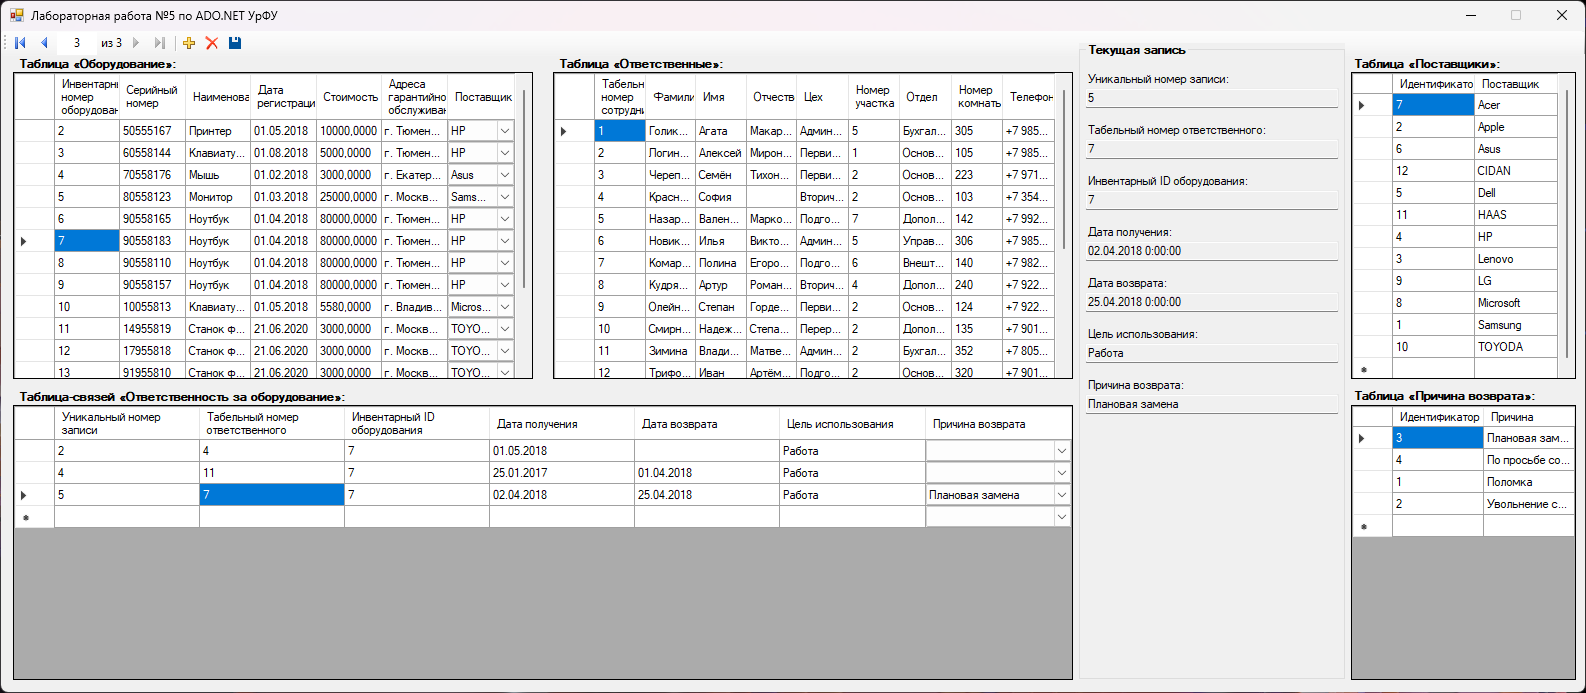 Лабораторная работа №5 по ADO.NET УрФУ
3 из 3
Таблица «Оборудование»:
Инвентарн номер оборудован Серийный номер Наименова Дата регистраци Стоимость Адреса гарантийно обслуживан Поставщик
2 50555167 Принтер 01.05.2018 10000,0000 г. Тюмен... HP
3 60558144 Клавиату... 01.08.2018 5000,0000 г. Тюмен... HP
4 70558176 Мышь 01.02.2018 3000,0000 г. Екатер... Asus
5 80558123 Монитор 01.03.2018 25000,0000 г. Москв... Sams...
6 90558165 Ноутбук 01.04.2018 80000,0000 г. Тюмен... HP
7 90558183 Ноутбук 01.04.2018 80000,0000 г. Тюмен... HP
8 90558110 Ноутбук 01.04.2018 80000,0000 г. Тюмен... HP
9 90558157 Ноутбук 01.04.2018 80000,0000 г. Тюмен... HP
10 10055813 Клавиату... 01.05.2018 5580,0000 г. Владив... Micros...
11 14955819 Станок ф... 21.06.2020 3000,0000 г. Москв... TOYO...
12 17955818 Станок ф... 21.06.2020 3000,0000 г. Москв... TOYO...
13 91955810 Станок ф... 21.06.2020 3000,0000 г. Москв... TOYO...
Таблица «Ответственные»:
Табельн номер сотрудни Фамили Имя Отчеств Цех Номер участка Отдел Номер комнать Телефон
1 Голик... Агата Макар... Админ... 5 Бухгал... 305 +7 985...
2 Логин... Алексей Мирон... Перви... 1 Основ... 105 +7 985...
3 Череп... Семён Тихон... Перви... 2 Основ... 223 +7 971...
4 Красн... София Вторич... 2 Основ... 103 +7 354...
5 Назар... Вален... Марко... Подго... 7 Допол... 142 +7 992...
6 Новик... Илья Викто... Админ... 5 Управ... 306 +7 985...
7 Комар... Полина Егоро... Подго... 6 Внешт... 140 +7 982...
8 Кудря... Артур Роман... Вторич... 4 Допол... 240 +7 922...
9 Олейн... Степан Горде... Перви... 2 Основ... 124 +7 922...
10 Смирн... Надеж... Степа... Перер... 2 Допол... 135 +7 901...
11 Зимина Влади... Матве... Админ... 2 Бухгал... 352 +7 805...
12 Трифо... Иван Артём... Подго... 2 Основ... 320 +7 901...
Текущая запись
Уникальный номер записи:
5
Табельный номер ответственного:
7
Инвентарный ID оборудования:
7
Дата получения:
02.04.2018 0:00:00
Дата возврата:
25.04.2018 0:00:00
Цель использования:
Работа
Причина возврата:
Плановая замена
Таблица «Поставщики»:
Идентификато Поставщик
7 Acer
2 Apple
6 Asus
12 CIDAN
5 Dell
11 HAAS
4 HP
3 Lenovo
9 LG
8 Microsoft
1 Samsung
10 TOYODA
Таблица-связей «Ответственность за оборудование»:
Уникальный номер записи Табельный номер ответственного Инвентарный ID оборудования Дата получения Дата возврата Цель использования Причина возврата
2 4 7 01.05.2018 Работа
4 11 7 25.01.2017 01.04.2018 Работа
5 7 7 02.04.2018 25.04.2018 Работа Плановая замена
Таблица «Причина возврата»:
Идентификатор Причина
3 Плановая зам...
4 По просьбе со...
1 Поломка
2 Увольнение с...